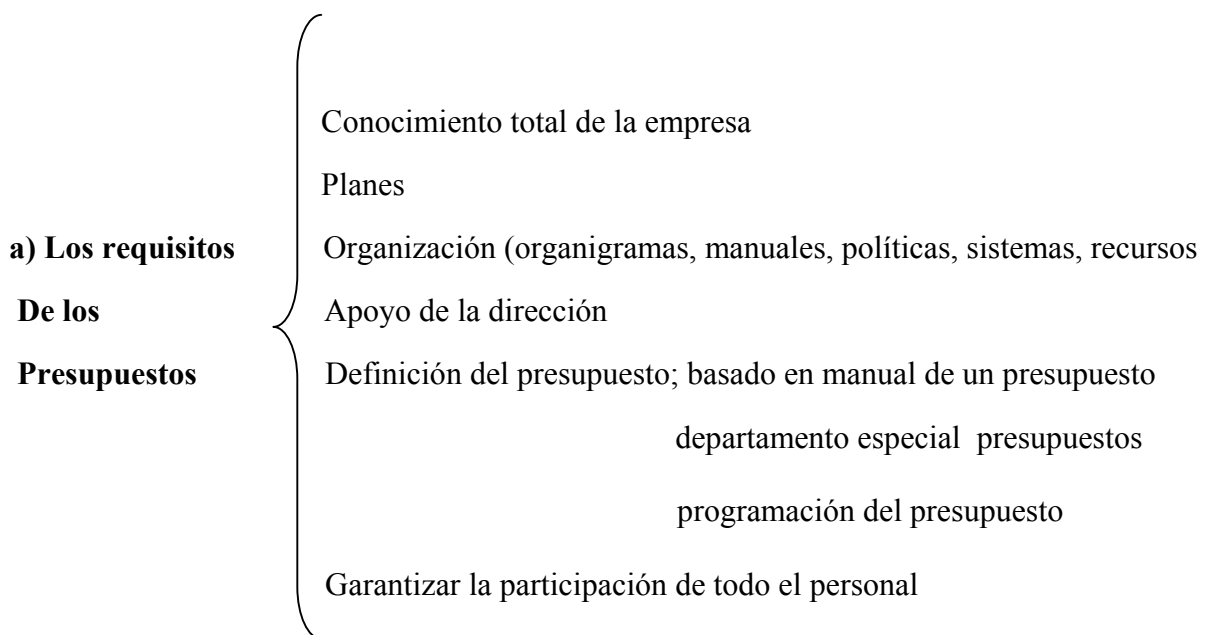 Conocimiento total de la empresa
Planes
a) Los requisitos Organización (organigramas, manuales, políticas, sistemas, recursos
De los Apoyo de la dirección
Presupuestos Definición del presupuesto; basado en manual de un presupuesto
departamento especial presupuestos
programación del presupuesto
Garantizar la participación de todo el personal